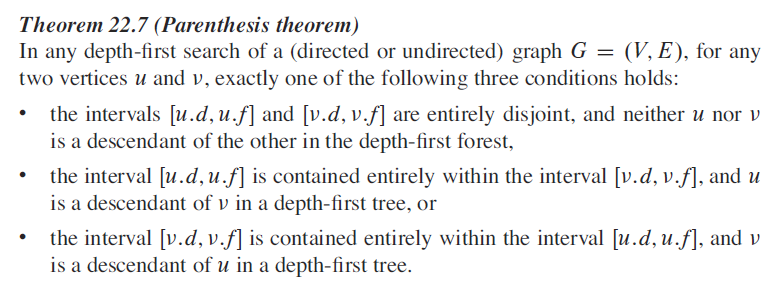 Theorem 22.7 (Parenthesis theorem)
In any depth-first search of a (directed or undirected) graph G = (V, E), for any
two vertices u and v, exactly one of the following three conditions holds:
• the intervals [u.d, u.f] and [v.d, v.f] are entirely disjoint, and neither u nor v
is a descendant of the other in the depth-first forest,
• the interval [u.d, u.f] is contained entirely within the interval [v.d, v.f], and u
is a descendant of v in a depth-first tree, or
• the interval [v.d, v.f] is contained entirely within the interval [u.d, u.f], and v
is a descendant of u in a depth-first tree.